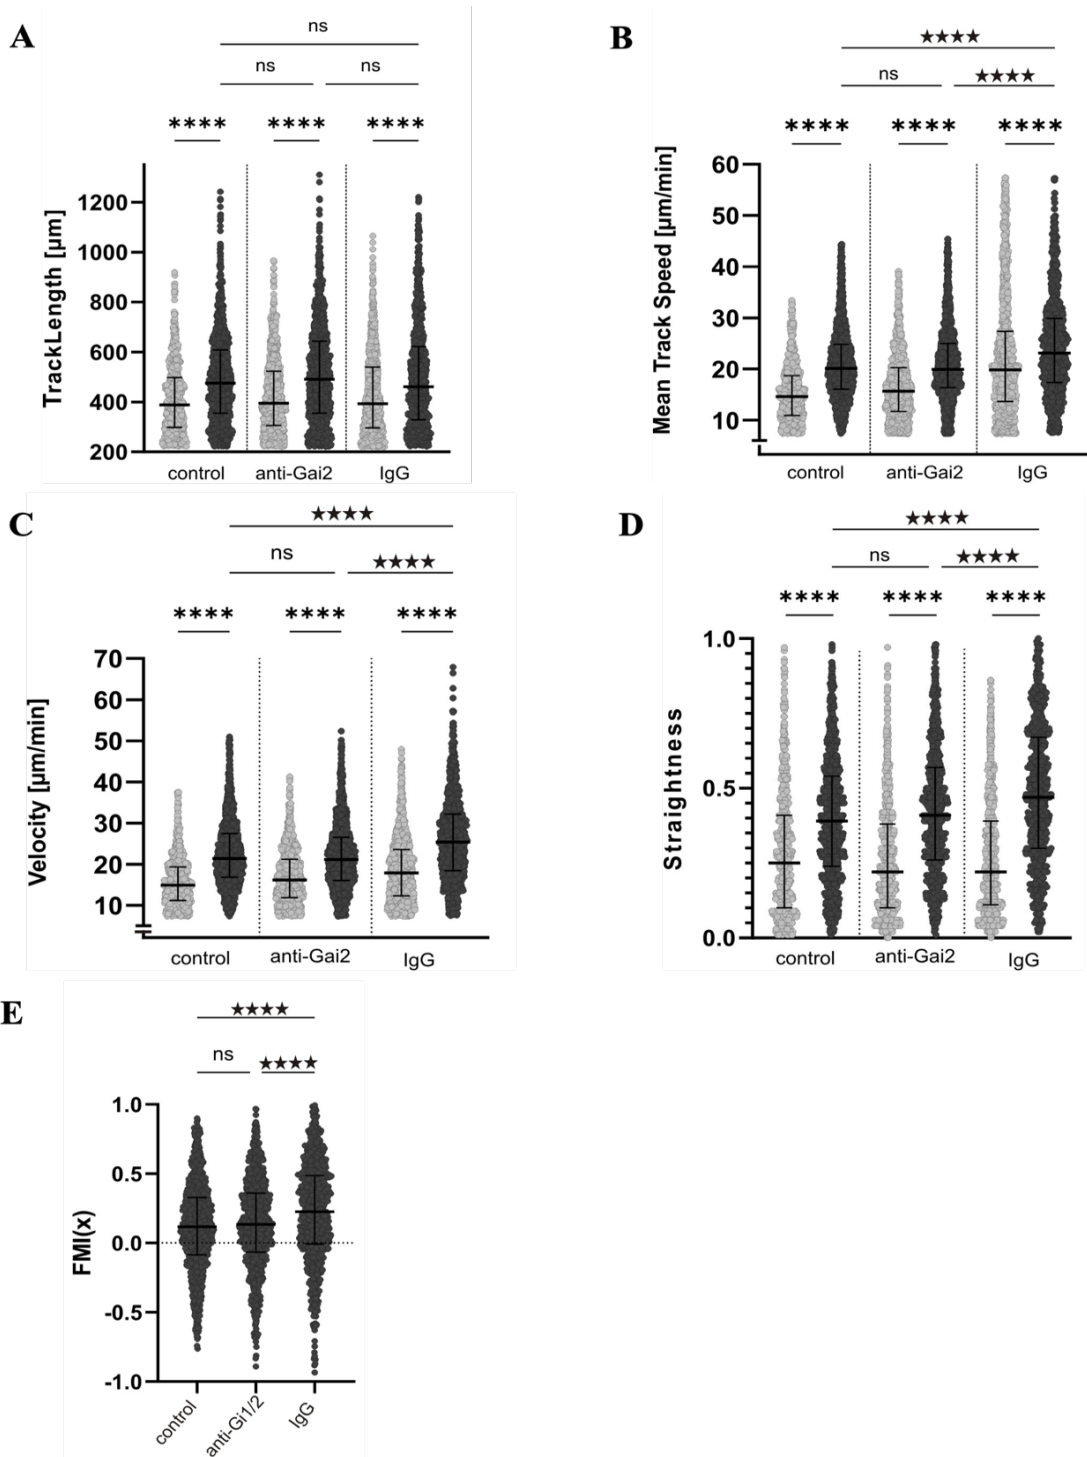 A
ns
ns ns
**** **** ****
TrackLength [µm]
1200
1000
800
600
400
200
control anti-Gai2 IgG
B
★★★★
ns ★★★★
**** **** ****
Mean Track Speed [µm/min]
60
50
40
30
20
10
control anti-Gai2 IgG
C
★★★★
ns ★★★★
**** **** ****
Velocity [µm/min]
70
60
50
40
30
20
10
control anti-Gai2 IgG
D
★★★★
ns ★★★★
**** **** ****
Straightness
1.0
0.5
0.0
control anti-Gai2 IgG
E
★★★★
ns ★★★★
FMI(x)
1.0
0.5
0.0
-0.5
-1.0
control anti-Gi1/2 IgG